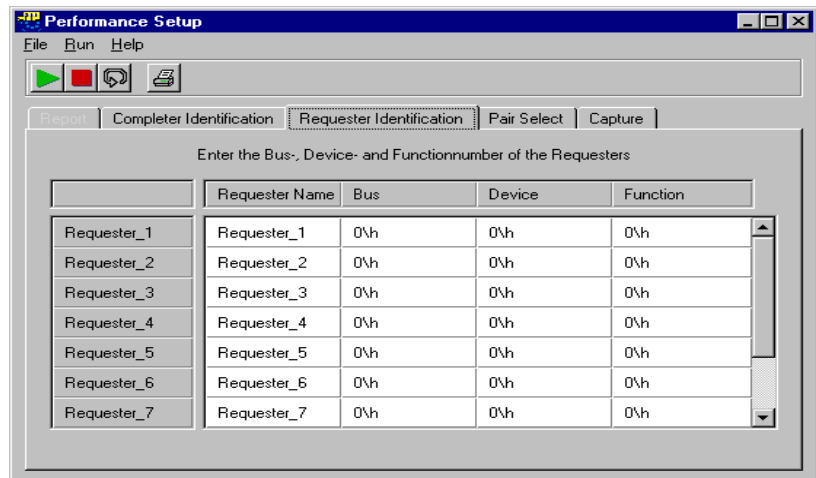 Performance Setup
File Run Help
Report Completer Identification Requester Identification Pair Select Capture
Enter the Bus-, Device- and Functionnumber of the Requesters
Requester Name Bus Device Function
Requester_1 Requester_1 0\h 0\h 0\h
Requester_2 Requester_2 0\h 0\h 0\h
Requester_3 Requester_3 0\h 0\h 0\h
Requester_4 Requester_4 0\h 0\h 0\h
Requester_5 Requester_5 0\h 0\h 0\h
Requester_6 Requester_6 0\h 0\h 0\h
Requester_7 Requester_7 0\h 0\h 0\h